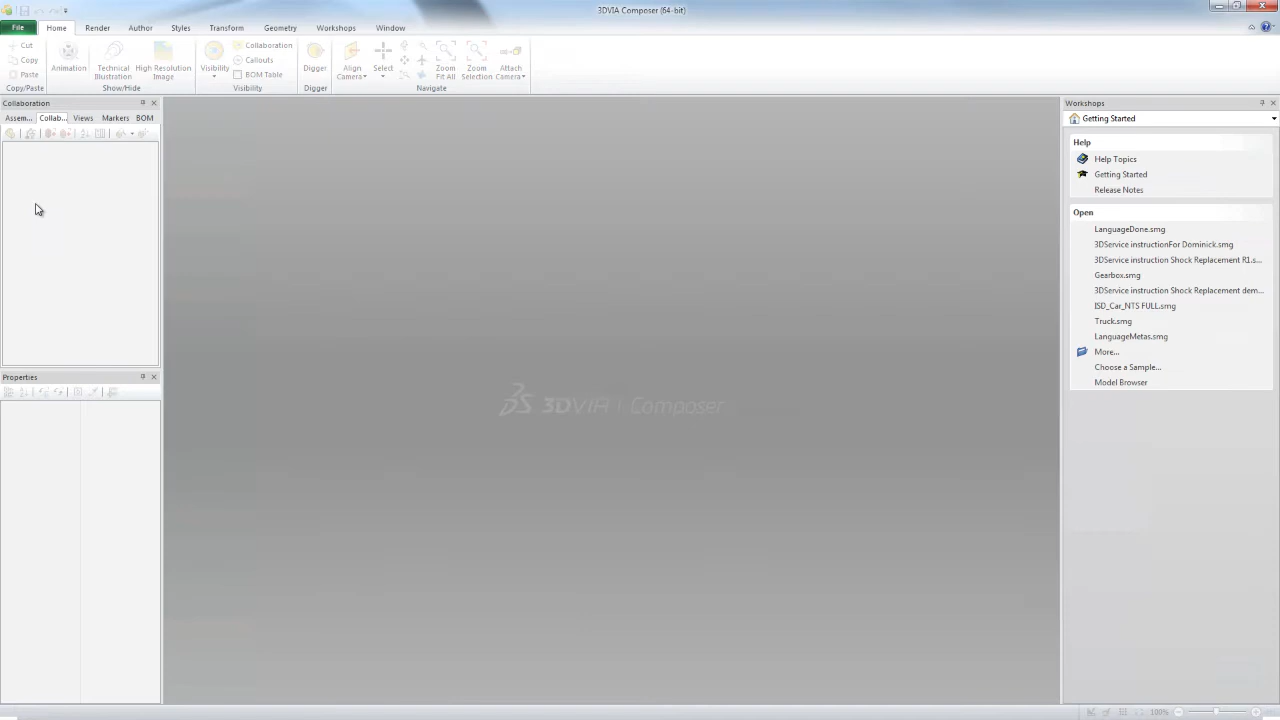 3DVIA Composer (64-bit)
File Home Render Author Styles Transform Geometry Workshops Window
Cut
Copy
Paste
Copy/Paste
Animation
Technical
Illustration
High Resolution
Image
Show/Hide
Visibility
Collaboration
Callouts
BOM Table
Visibility
Digger
Digger
Align
Camera
Select
Zoom
Fit All
Zoom
Selection
Attach
Camera
Navigate
Collaboration
Assem... Collab... Views Markers BOM
Properties
3DVIA Composer
Workshops
Getting Started
Help
Help Topics
Getting Started
Release Notes
Open
LanguageDone.smg
3DService instructionFor Dominick.smg
3DService instruction Shock Replacement R1.s...
Gearbox.smg
3DService instruction Shock Replacement dem...
ISD_Car_NTS FULL.smg
Truck.smg
LanguageMetas.smg
More...
Choose a Sample...
Model Browser
100%